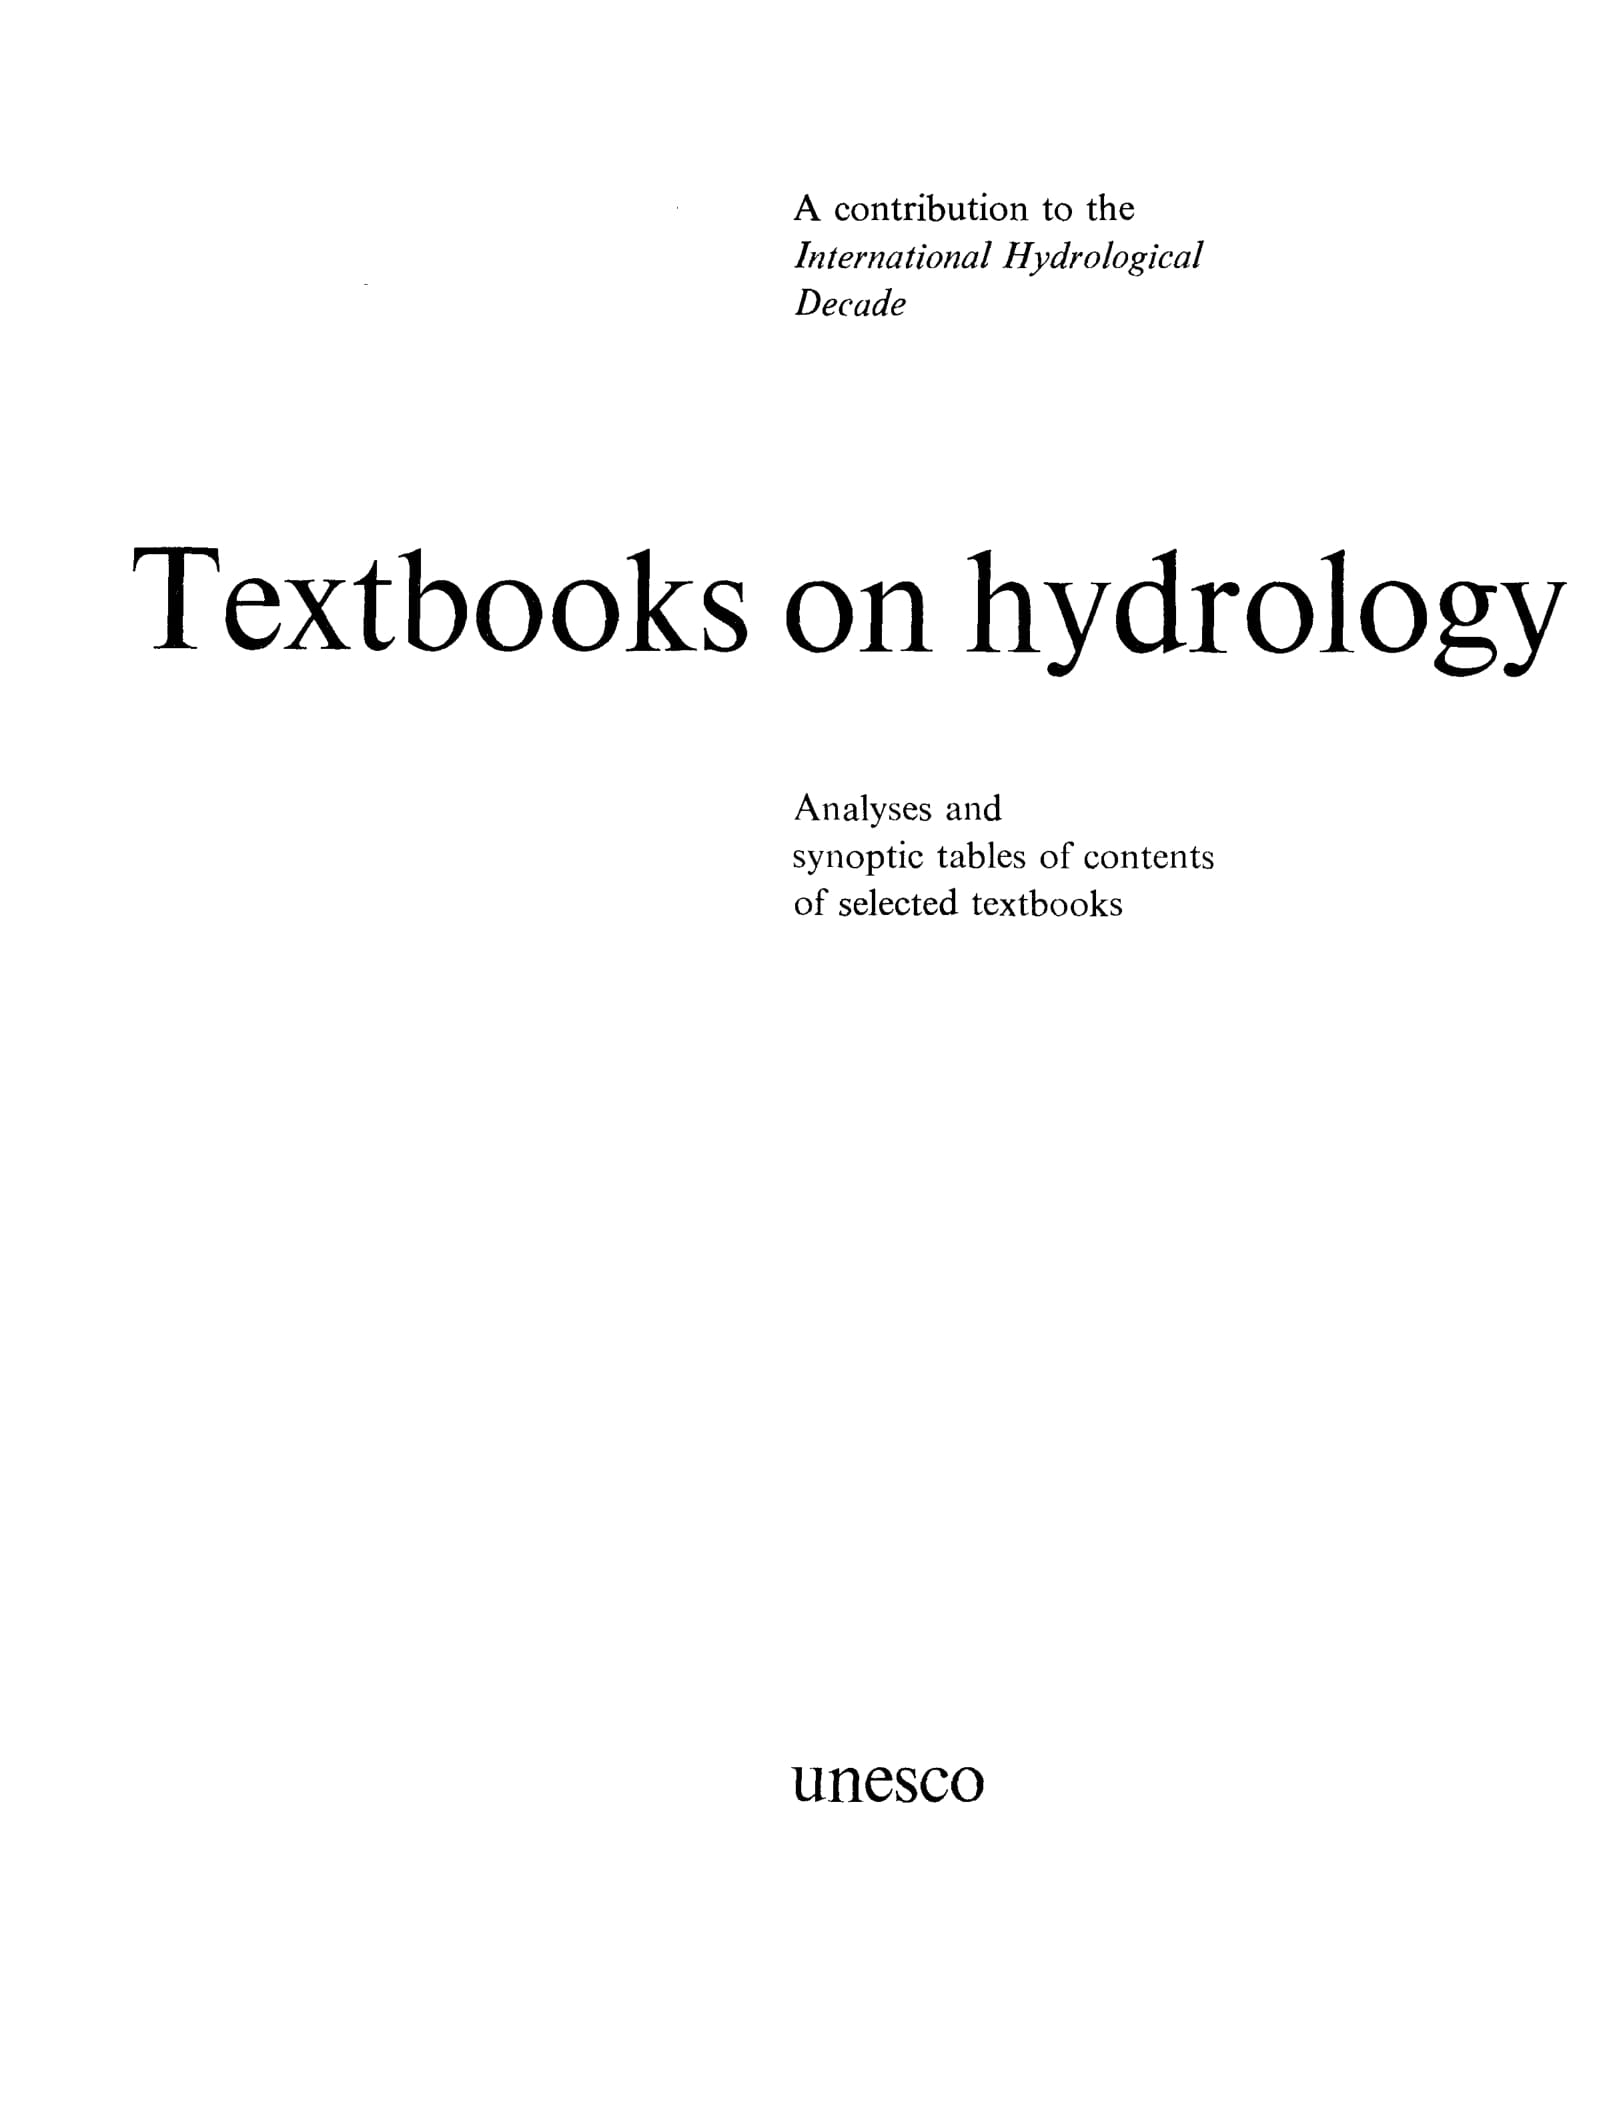 A contribution to the
International Hydrological
Decade
Textbooks on hydrology
Analyses and
synoptic tables of contents
of selected textbooks
unesco